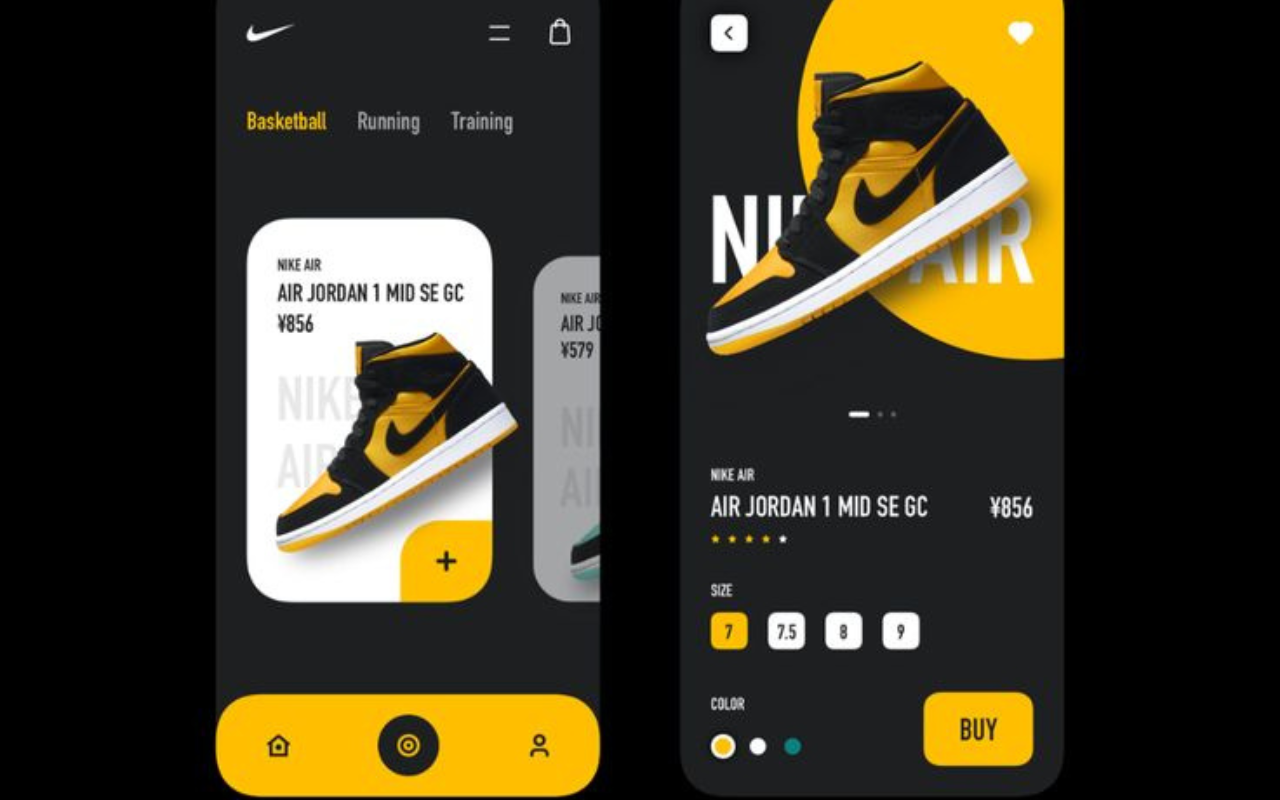 Basketball Running Training
NIKE AIR
AIR JORDAN 1 MID SE GC
¥856
NIKE
AIR
+
NIKE AIR
AIR JO
¥579
NI
AI
NI AIR
NIKE AIR
AIR JORDAN 1 MID SE GC ¥856
SIZE
7 7.5 8 9
COLOR
BUY